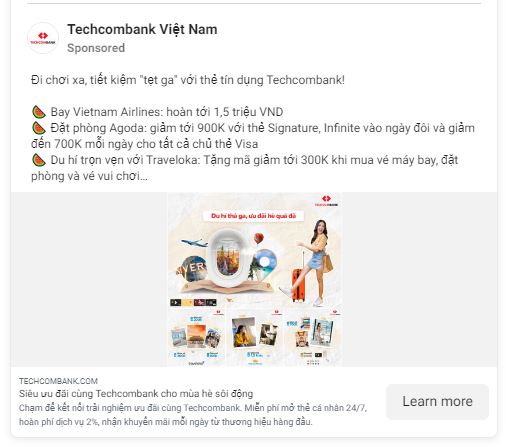 Techcombank Việt Nam
Sponsored
Đi chơi xa, tiết kiệm "tẹt ga" với thẻ tín dụng Techcombank!
Bay Vietnam Airlines: hoàn tới 1,5 triệu VND
Đặt phòng Agoda: giảm tới 900K với thẻ Signature, Infinite vào ngày đôi và giảm
đến 700K mỗi ngày cho tất cả chủ thẻ Visa
Du hí trọn vẹn với Traveloka: Tặng mã giảm tới 300K khi mua vé máy bay, đặt
phòng và vé vui chơi...
TECHCOMBANK
Du hí thả ga, ưu đãi hè quá đã
TECHCOMBANK.COM
Siêu ưu đãi cùng Techcombank cho mùa hè sôi động
Chạm để kết nối trải nghiệm ưu đãi cùng Techcombank. Miễn phí mở thẻ cá nhân 24/7,
hoàn phí dịch vụ 2%, nhận khuyến mãi mỗi ngày từ thương hiệu hàng đầu.
Learn more